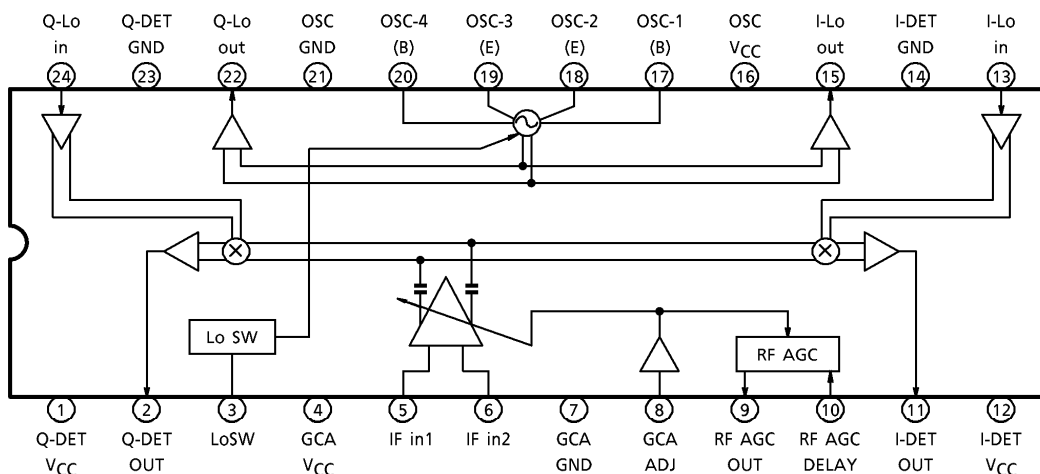 Q-Lo Q-DET Q-Lo OSC OSC-4 OSC-3 OSC-2 OSC-1 OSC I-Lo I-DET I-Lo
in GND out GND (B) (E) (E) (B) VCC out GND in
24 23 22 21 20 19 18 17 16 15 14 13
Lo SW
RF AGC
1 2 3 4 5 6 7 8 9 10 11 12
Q-DET Q-DET LoSW GCA IF in1 IF in2 GCA GCA RF AGC RF AGC I-DET I-DET
VCC OUT VCC GND ADJ OUT DELAY OUT VCC